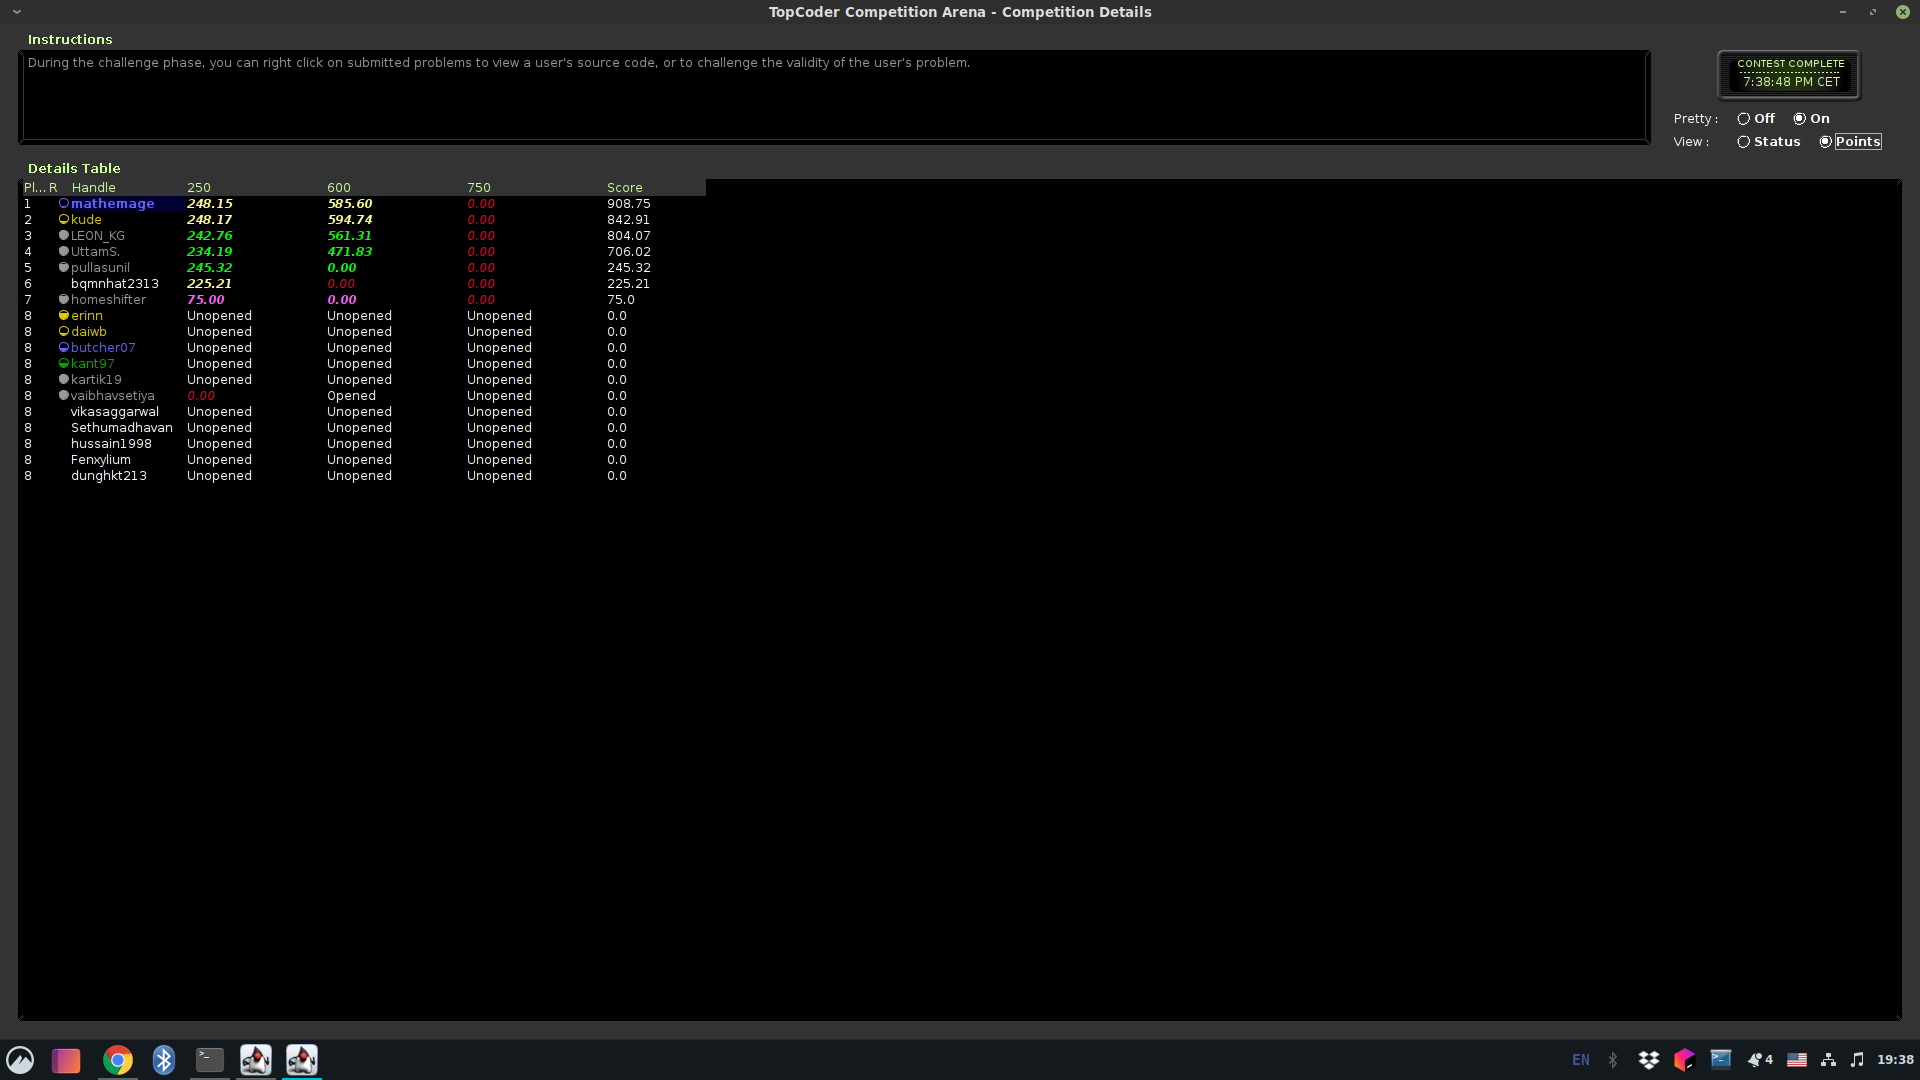 TopCoder Competition Arena - Competition Details
Instructions
During the challenge phase, you can right click on submitted problems to view a user's source code, or to challenge the validity of the user's problem.
CONTEST COMPLETE
7:38:48 PM CET
Pretty : Off On
View : Status Points
Details Table
Pl... R Handle 250 600 750 Score
1 mathemage 248.15 585.60 0.00 908.75
2 kude 248.17 594.74 0.00 842.91
3 LEON_KG 242.76 561.31 0.00 804.07
4 UttamS. 234.19 471.83 0.00 706.02
5 pullasunil 245.32 0.00 0.00 245.32
6 bqmnhat2313 225.21 0.00 0.00 225.21
7 homeshifter 75.00 0.00 0.00 75.0
8 erinn Unopened Unopened Unopened 0.0
8 daiwb Unopened Unopened Unopened 0.0
8 butcher07 Unopened Unopened Unopened 0.0
8 kant97 Unopened Unopened Unopened 0.0
8 kartik19 Unopened Unopened Unopened 0.0
8 vaibhavsetiya 0.00 Opened Unopened 0.0
8 vikasaggarwal Unopened Unopened Unopened 0.0
8 Sethumadhavan Unopened Unopened Unopened 0.0
8 hussain1998 Unopened Unopened Unopened 0.0
8 Fenxylium Unopened Unopened Unopened 0.0
8 dunghkt213 Unopened Unopened Unopened 0.0
EN 4 19:38